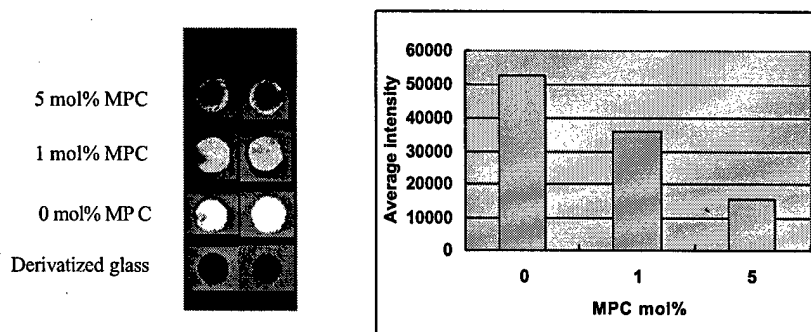 5 mol% MPC
1 mol% MPC
0 mol% MP C
Derivatized glass
60000
50000
40000
30000
20000
10000
0
Average intensity
0 1 5
MPC mol%